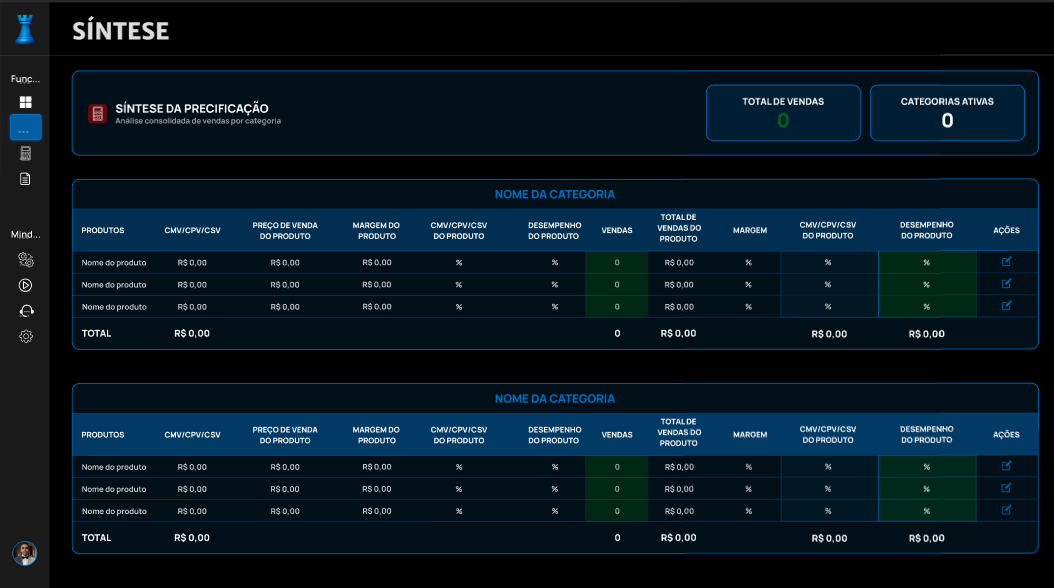 SÍNTESE
Func...
...
Mind...
SÍNTESE DA PRECIFICAÇÃO
Análise consolidada de vendas por categoria
TOTAL DE VENDAS
0
CATEGORIAS ATIVAS
0
NOME DA CATEGORIA
PRODUTOS CMV/CPV/CSV PREÇO DE VENDA DO PRODUTO MARGEM DO PRODUTO CMV/CPV/CSV DO PRODUTO DESEMPENHO DO PRODUTO VENDAS TOTAL DE VENDAS DO PRODUTO MARGEM CMV/CPV/CSV DO PRODUTO DESEMPENHO DO PRODUTO AÇÕES
Nome do produto R$ 0,00 R$ 0,00 R$ 0,00 % % 0 R$ 0,00 % % %
Nome do produto R$ 0,00 R$ 0,00 R$ 0,00 % % 0 R$ 0,00 % % %
Nome do produto R$ 0,00 R$ 0,00 R$ 0,00 % % 0 R$ 0,00 % % %
TOTAL R$ 0,00 0 R$ 0,00 R$ 0,00 R$ 0,00
NOME DA CATEGORIA
PRODUTOS CMV/CPV/CSV PREÇO DE VENDA DO PRODUTO MARGEM DO PRODUTO CMV/CPV/CSV DO PRODUTO DESEMPENHO DO PRODUTO VENDAS TOTAL DE VENDAS DO PRODUTO MARGEM CMV/CPV/CSV DO PRODUTO DESEMPENHO DO PRODUTO AÇÕES
Nome do produto R$ 0,00 R$ 0,00 R$ 0,00 % % 0 R$ 0,00 % % %
Nome do produto R$ 0,00 R$ 0,00 R$ 0,00 % % 0 R$ 0,00 % % %
Nome do produto R$ 0,00 R$ 0,00 R$ 0,00 % % 0 R$ 0,00 % % %
TOTAL R$ 0,00 0 R$ 0,00 R$ 0,00 R$ 0,00